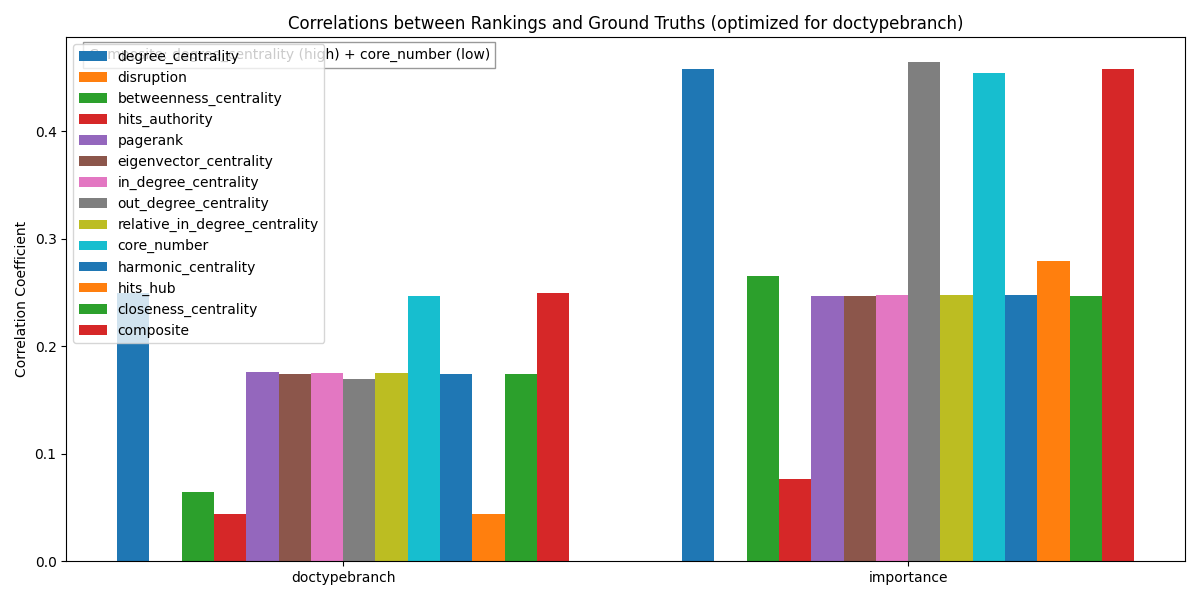 Correlations between Rankings and Ground Truths (optimized for doctypebranch)
Composite: degree_centrality (high) + core_number (low)
degree_centrality
disruption
betweenness_centrality
hits_authority
pagerank
eigenvector_centrality
in_degree_centrality
out_degree_centrality
relative_in_degree_centrality
core_number
harmonic_centrality
hits_hub
closeness_centrality
composite
Correlation Coefficient
0.4
0.3
0.2
0.1
0.0
doctypebranch
importance